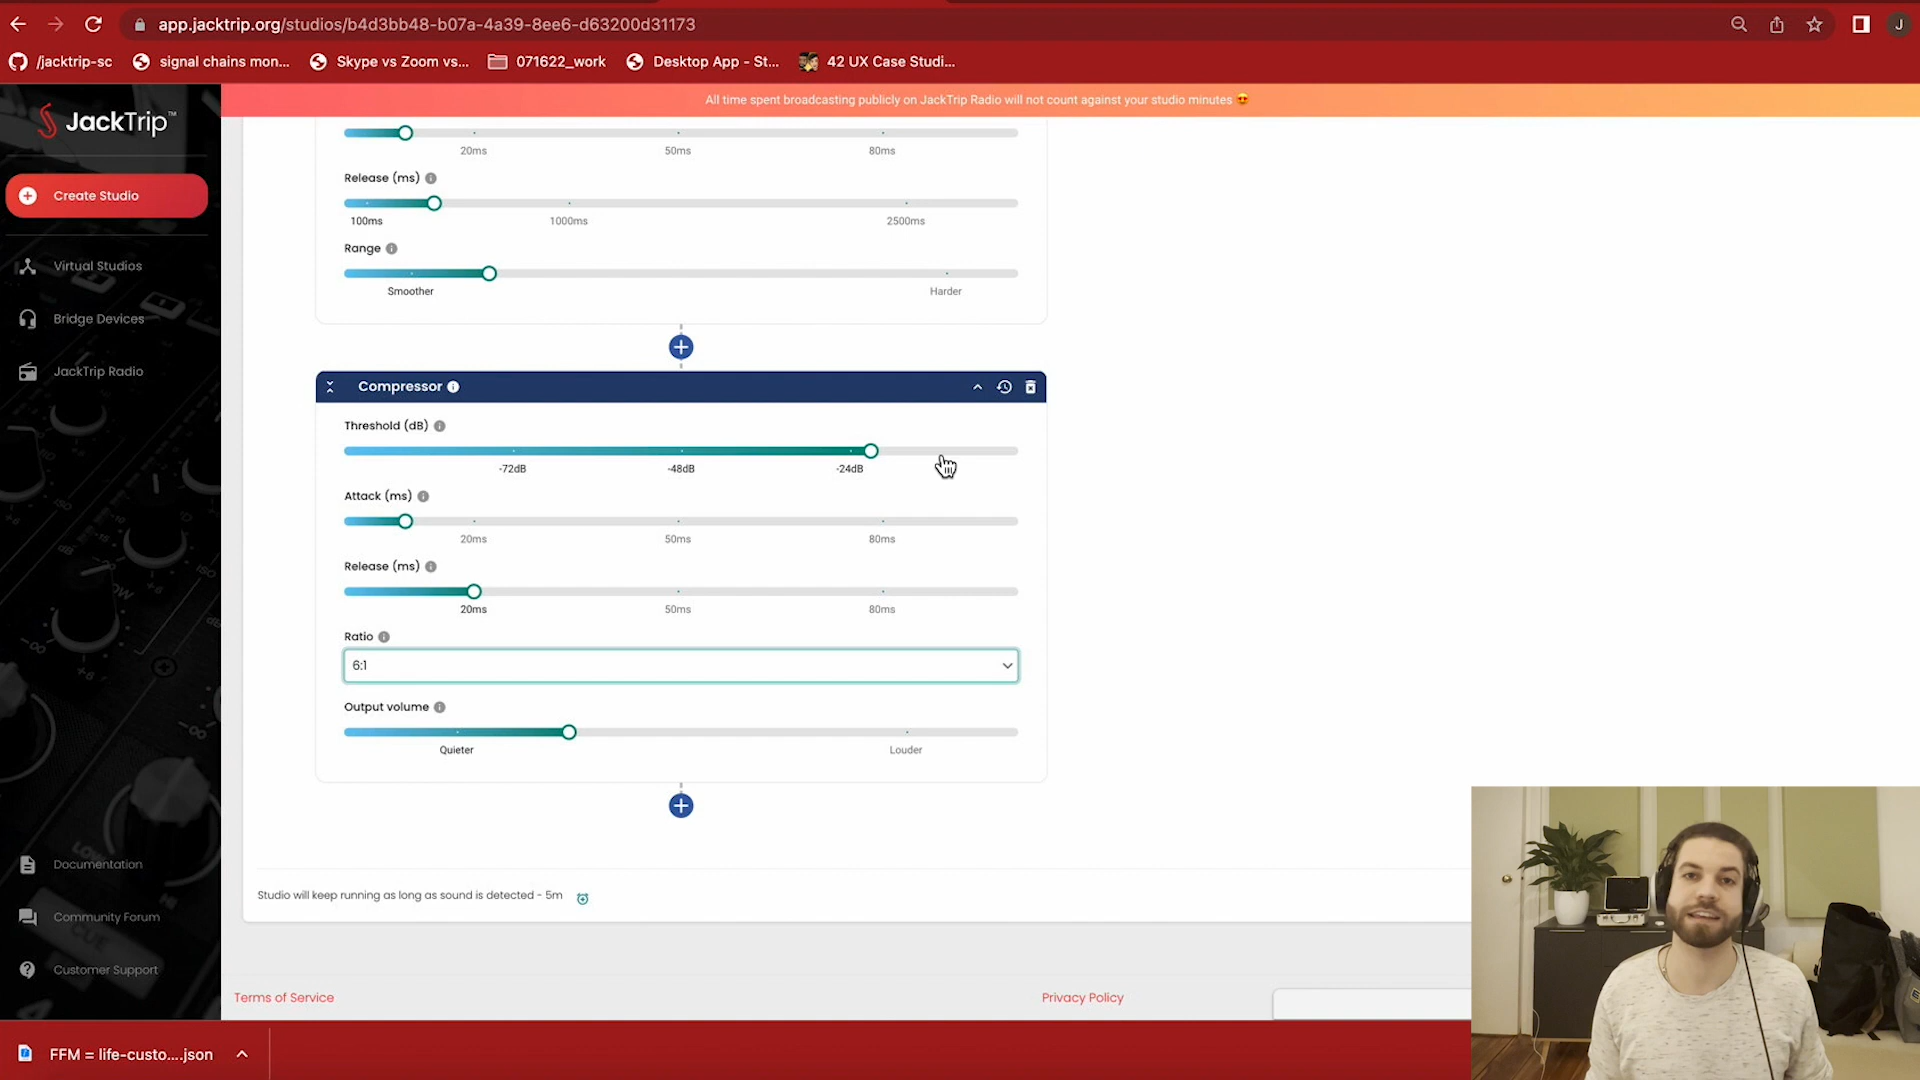 app.jacktrip.org/studios/b4d3bb48-b07a-4a39-8ee6-d63200d31173
J
/jacktrip-sc
signal chains mon...
Skype vs Zoom vs...
071622_work
Desktop App - St...
42 UX Case Studi...
JackTrip™
All time spent broadcasting publicly on JackTrip Radio will not count against your studio minutes 😍
Create Studio
Virtual Studios
Bridge Devices
JackTrip Radio
Documentation
Community Forum
Customer Support
20ms 50ms 80ms
Release (ms)
100ms 1000ms 2500ms
Range
Smoother Harder
Compressor
Threshold (dB)
-72dB -48dB -24dB
Attack (ms)
20ms 50ms 80ms
Release (ms)
20ms 50ms 80ms
Ratio
6:1
Output volume
Quieter Louder
Studio will keep running as long as sound is detected - 5m
Terms of Service
Privacy Policy
FFM = life-custo....json